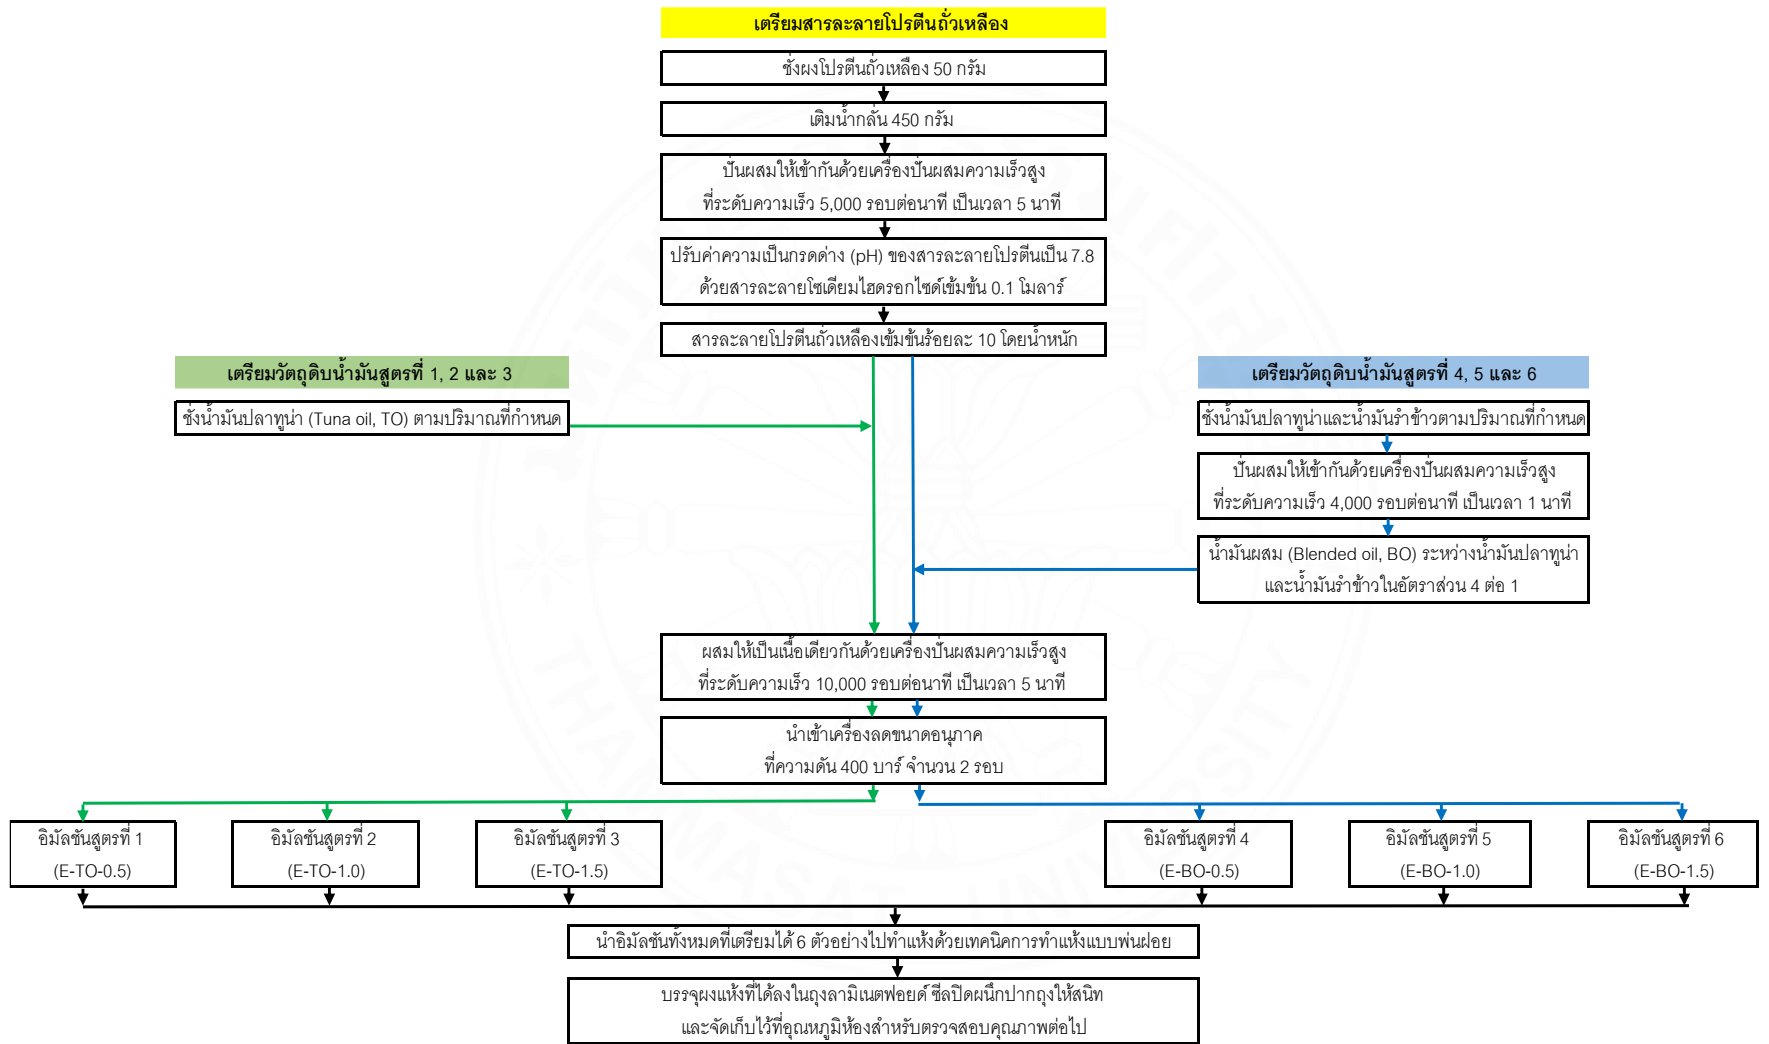 เตรียมสารละลายโปรตีนถั่วเหลือง
ชั่งผงโปรตีนถั่วเหลือง 50 กรัม
เติมน้ำกลั่น 450 กรัม
ปั่นผสมให้เข้ากันด้วยเครื่องปั่นผสมความเร็วสูง
ที่ระดับความเร็ว 5,000 รอบต่อนาที เป็นเวลา 5 นาที
ปรับค่าความเป็นกรดด่าง (pH) ของสารละลายโปรตีนเป็น 7.8
ด้วยสารละลายโซเดียมไฮดรอกไซด์เข้มข้น 0.1 โมลาร์
สารละลายโปรตีนถั่วเหลืองเข้มข้นร้อยละ 10 โดยน้ำหนัก
เตรียมวัตถุดิบน้ำมันสูตรที่ 1, 2 และ 3
ชั่งน้ำมันปลาทูน่า (Tuna oil, TO) ตามปริมาณที่กำหนด
เตรียมวัตถุดิบน้ำมันสูตรที่ 4, 5 และ 6
ชั่งน้ำมันปลาทูน่าและน้ำมันรำข้าวตามปริมาณที่กำหนด
ปั่นผสมให้เข้ากันด้วยเครื่องปั่นผสมความเร็วสูง
ที่ระดับความเร็ว 4,000 รอบต่อนาที เป็นเวลา 1 นาที
น้ำมันผสม (Blended oil, BO) ระหว่างน้ำมันปลาทูน่า
และน้ำมันรำข้าวในอัตราส่วน 4 ต่อ 1
ผสมให้เป็นเนื้อเดียวกันด้วยเครื่องปั่นผสมความเร็วสูง
ที่ระดับความเร็ว 10,000 รอบต่อนาที เป็นเวลา 5 นาที
นำเข้าเครื่องลดขนาดอนุภาค
ที่ความดัน 400 บาร์ จำนวน 2 รอบ
อิมัลชันสูตรที่ 1
(E-TO-0.5)
อิมัลชันสูตรที่ 2
(E-TO-1.0)
อิมัลชันสูตรที่ 3
(E-TO-1.5)
อิมัลชันสูตรที่ 4
(E-BO-0.5)
อิมัลชันสูตรที่ 5
(E-BO-1.0)
อิมัลชันสูตรที่ 6
(E-BO-1.5)
นำอิมัลชันทั้งหมดที่เตรียมได้ 6 ตัวอย่างไปทำแห้งด้วยเทคนิคการทำแห้งแบบพ่นฝอย
บรรจุผงแห้งที่ได้ลงในถุงลามิเนตฟอยด์ ซีลปิดผนึกปากถุงให้สนิท
และจัดเก็บไว้ที่อุณหภูมิห้องสำหรับตรวจสอบคุณภาพต่อไป
THAMMASAT UNIVERSITY